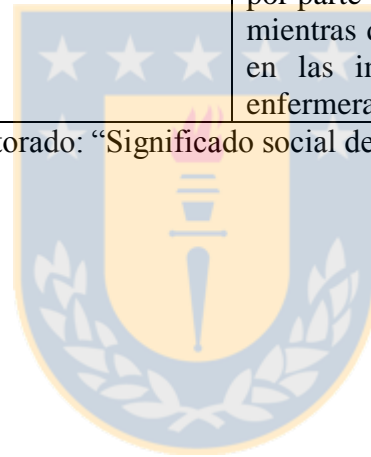 por parte
mientras
en las
enfermera
torado: “Significado social de